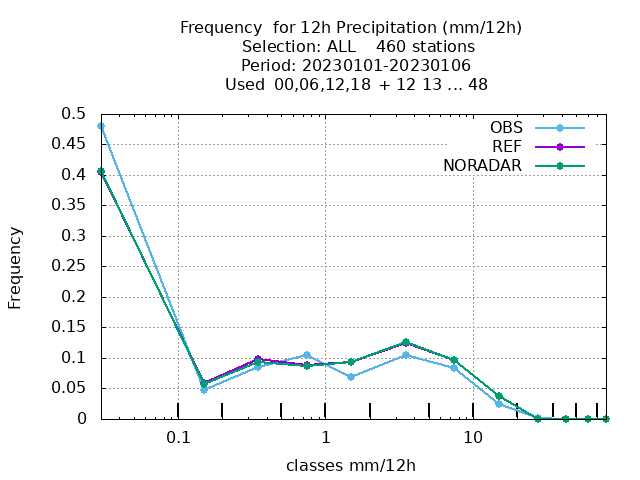 Frequency  for 12h Precipitation (mm/12h)
Selection: ALL    460 stations
Period: 20230101-20230106
Used  00,06,12,18  + 12 13 ... 48
OBS
REF
NORADAR
0.5
0.45
0.4
0.35
0.3
0.25
0.2
0.15
0.1
0.05
0
Frequency
0.1 1 10
classes mm/12h